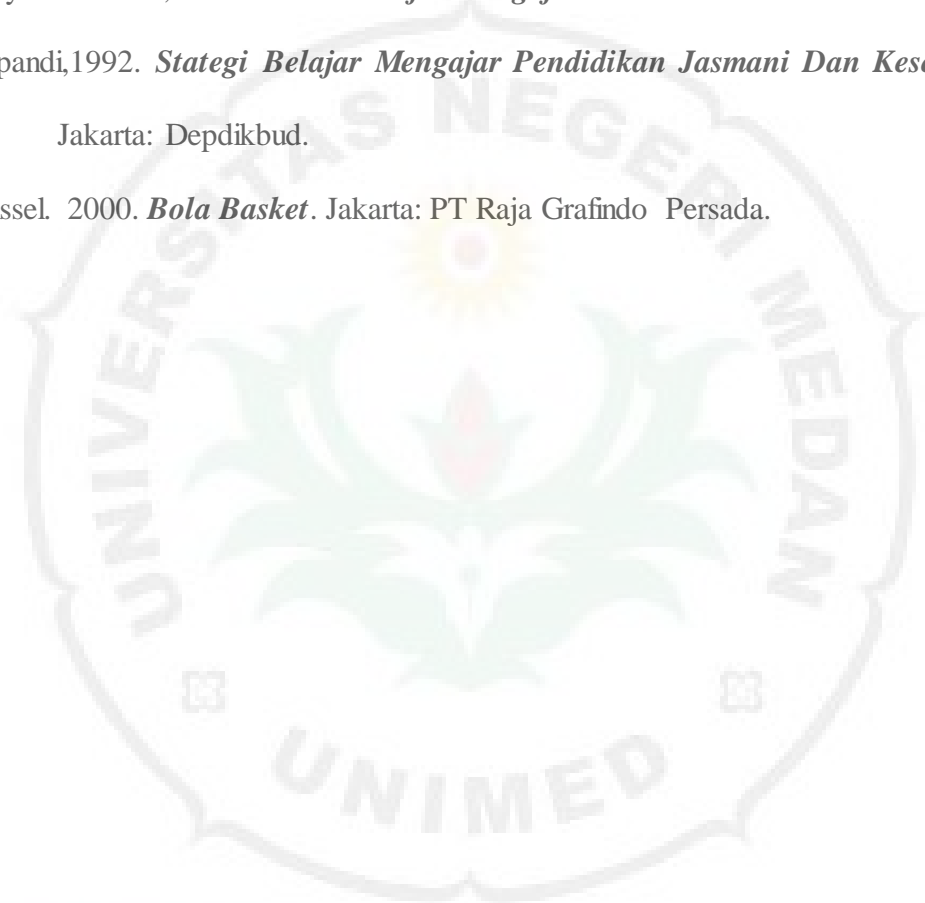 pandi,1992. Stategi Belajar Mengajar Pendidikan Jasmani Dan
Jakarta: Depdikbud.
ssel. 2000. Bola Basket. Jakarta: PT Raja Grafindo Persada.
UNIVERSITAS NEGERI MEDAN
UNIMED